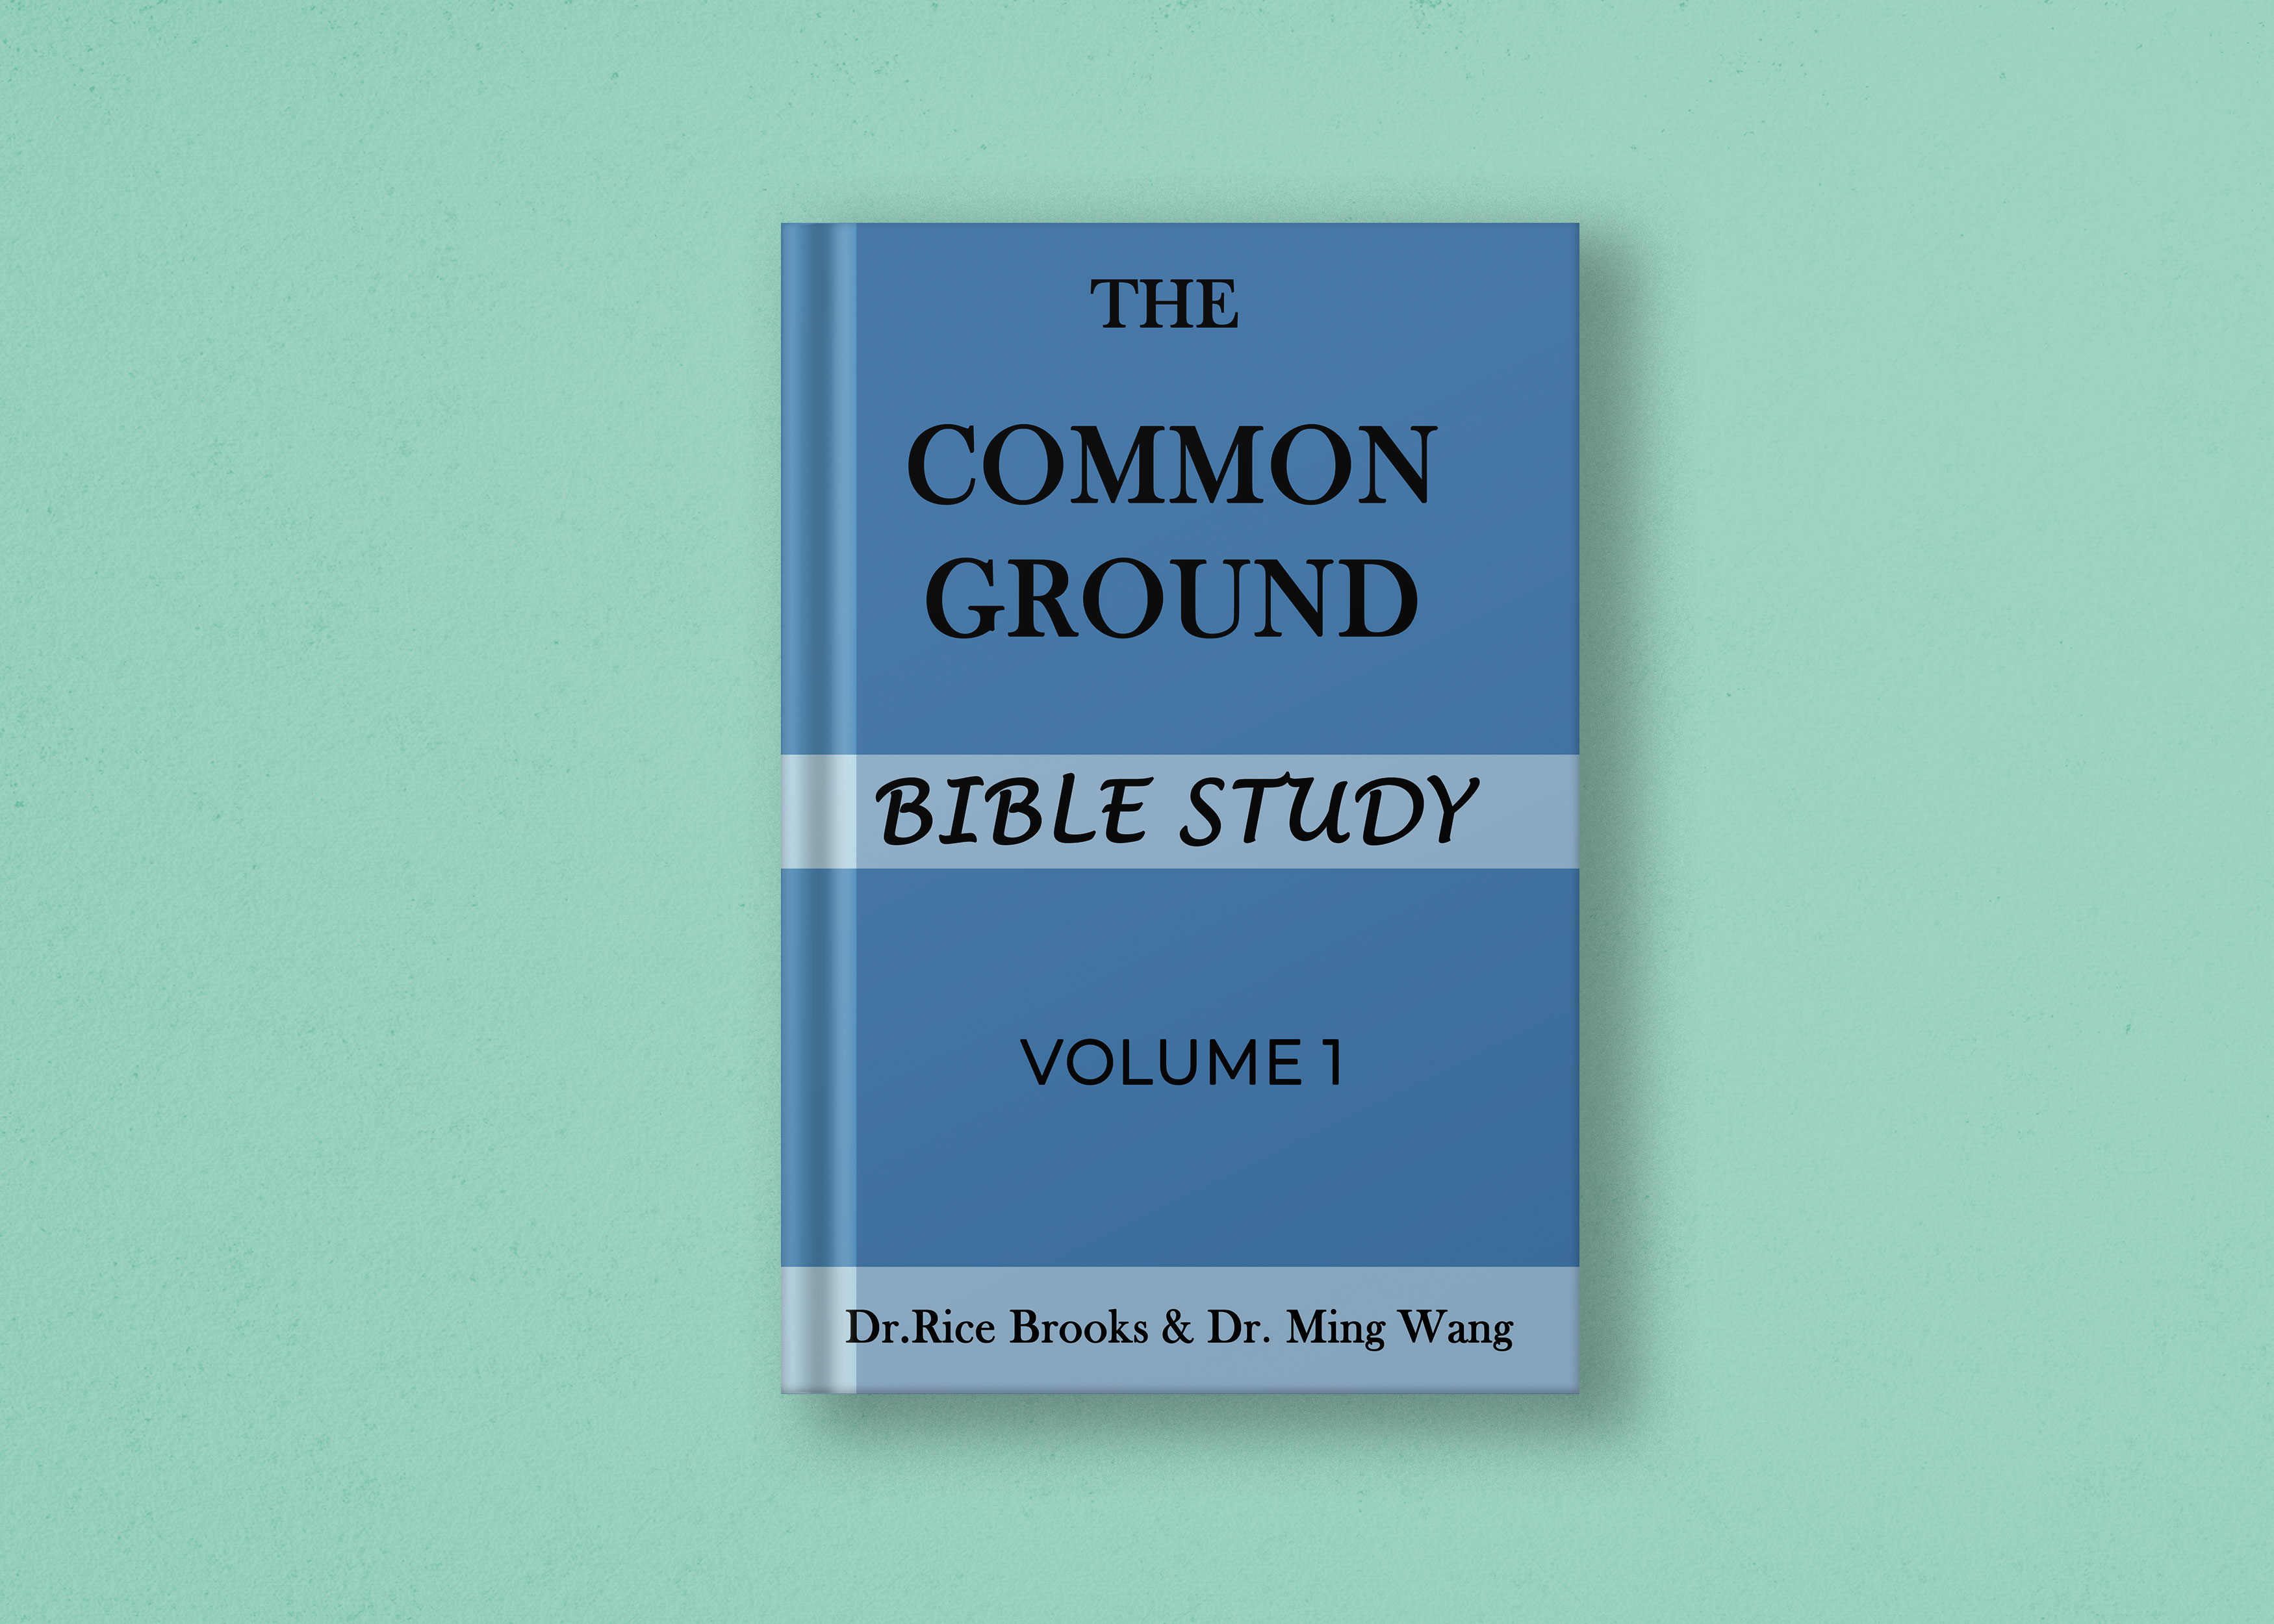 THE
COMMON
GROUND
BIBLE STUDY
VOLUME 1
Dr.Rice Brooks & Dr. Ming Wang